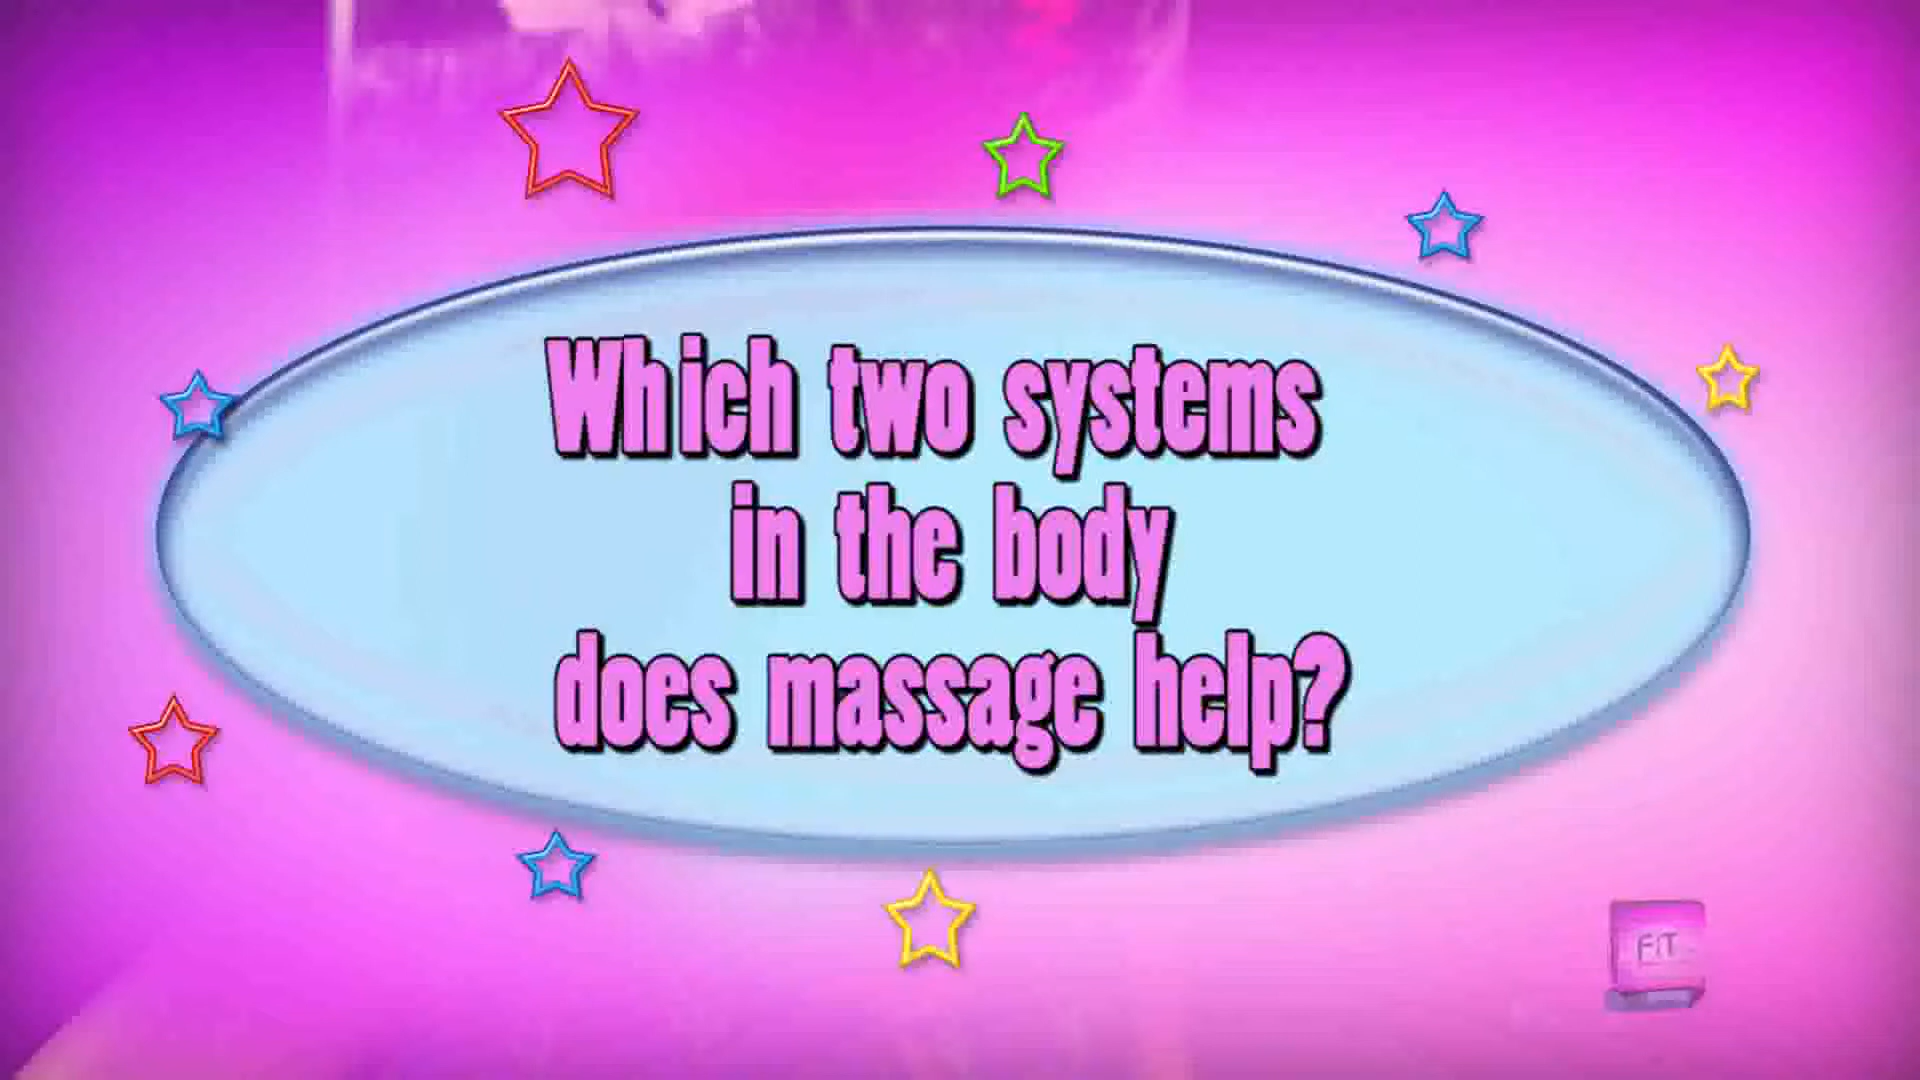 Which two systems
in the body
does massage help?
FIT